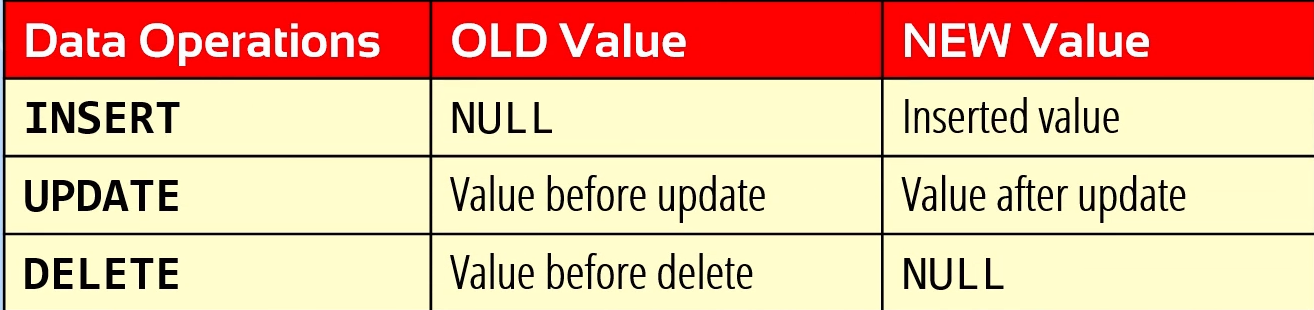 Data Operations OLD Value NEW Value
INSERT NULL Inserted value
UPDATE Value before update Value after update
DELETE Value before delete NULL